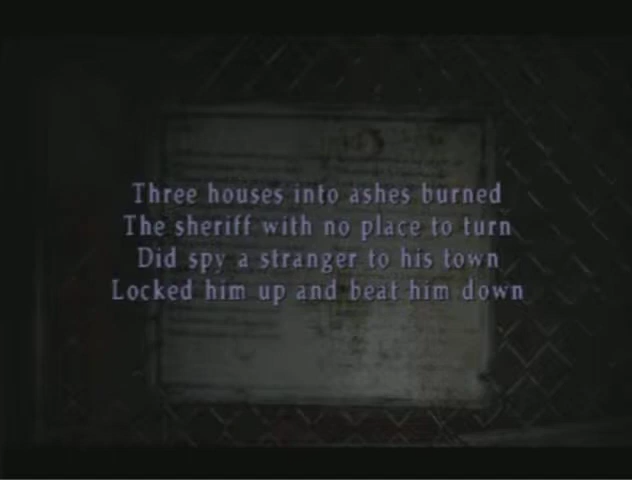 Three houses into ashes burned
The sheriff with no place to turn
Did spy a stranger to his town
Locked him up and beat him down